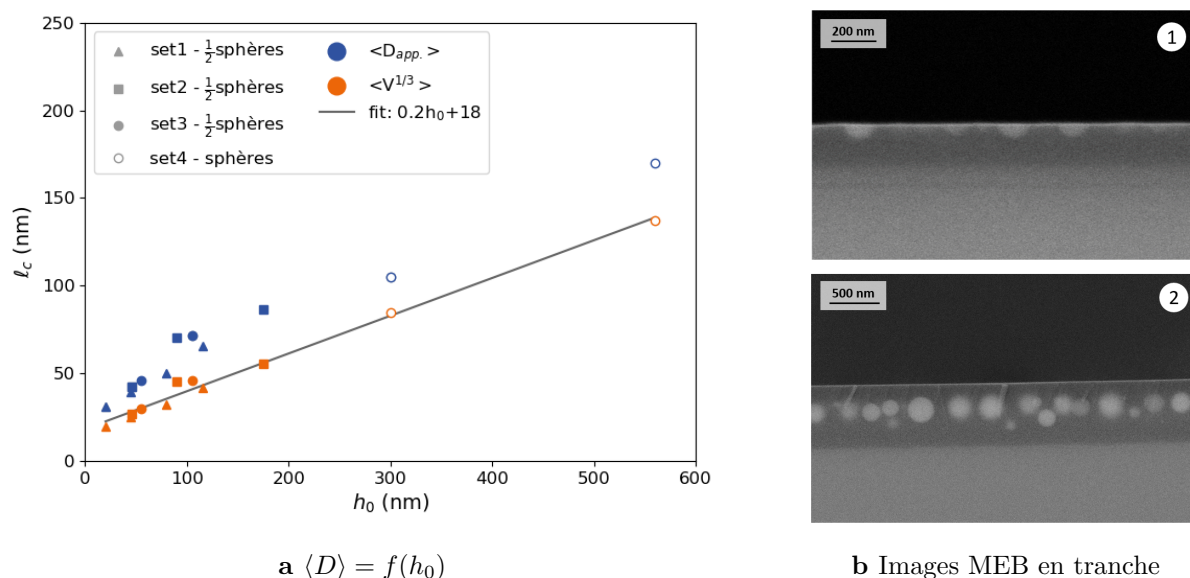 250
200
150
100
50
0
ℓc (nm)
set1 - 1/2 sphères
set2 - 1/2 sphères
set3 - 1/2 sphères
set4 - sphères
<Dapp.>
<V^1/3>
fit: 0.2h0+18
0 100 200 300 400 500 600
h0 (nm)
a ⟨D⟩ = f(h0)
200 nm
1
500 nm
2
b Images MEB en tranche